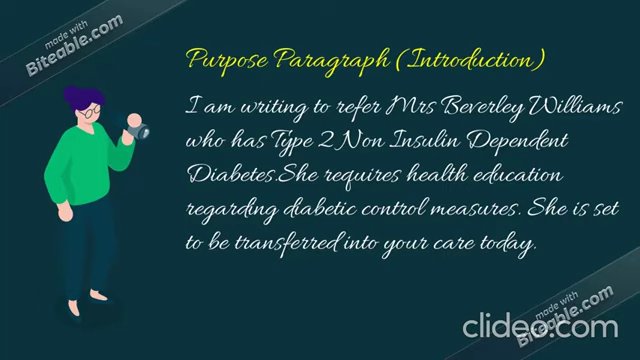 made with
Biteable.com
Purpose Paragraph (Introduction)
I am writing to refer Mrs Beverley Williams
who has Type 2 Non Insulin Dependent
Diabetes.She requires health education
regarding diabetic control measures. She is set
to be transferred into your care today.
made with
Biteable.com
clideo.com